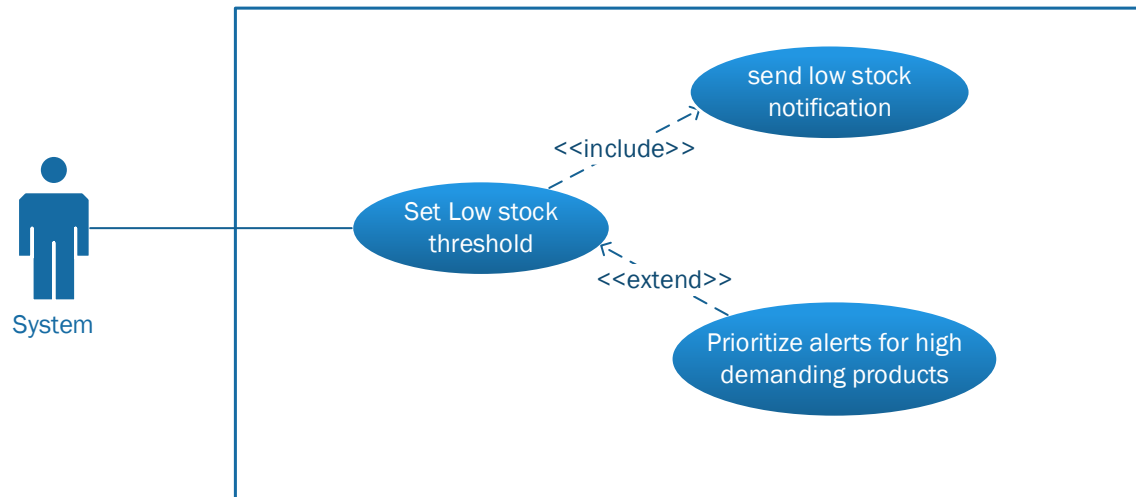 send low stock
notification
<<include>>
Set Low stock
threshold
<<extend>>
System
Prioritize alerts for high
demanding products